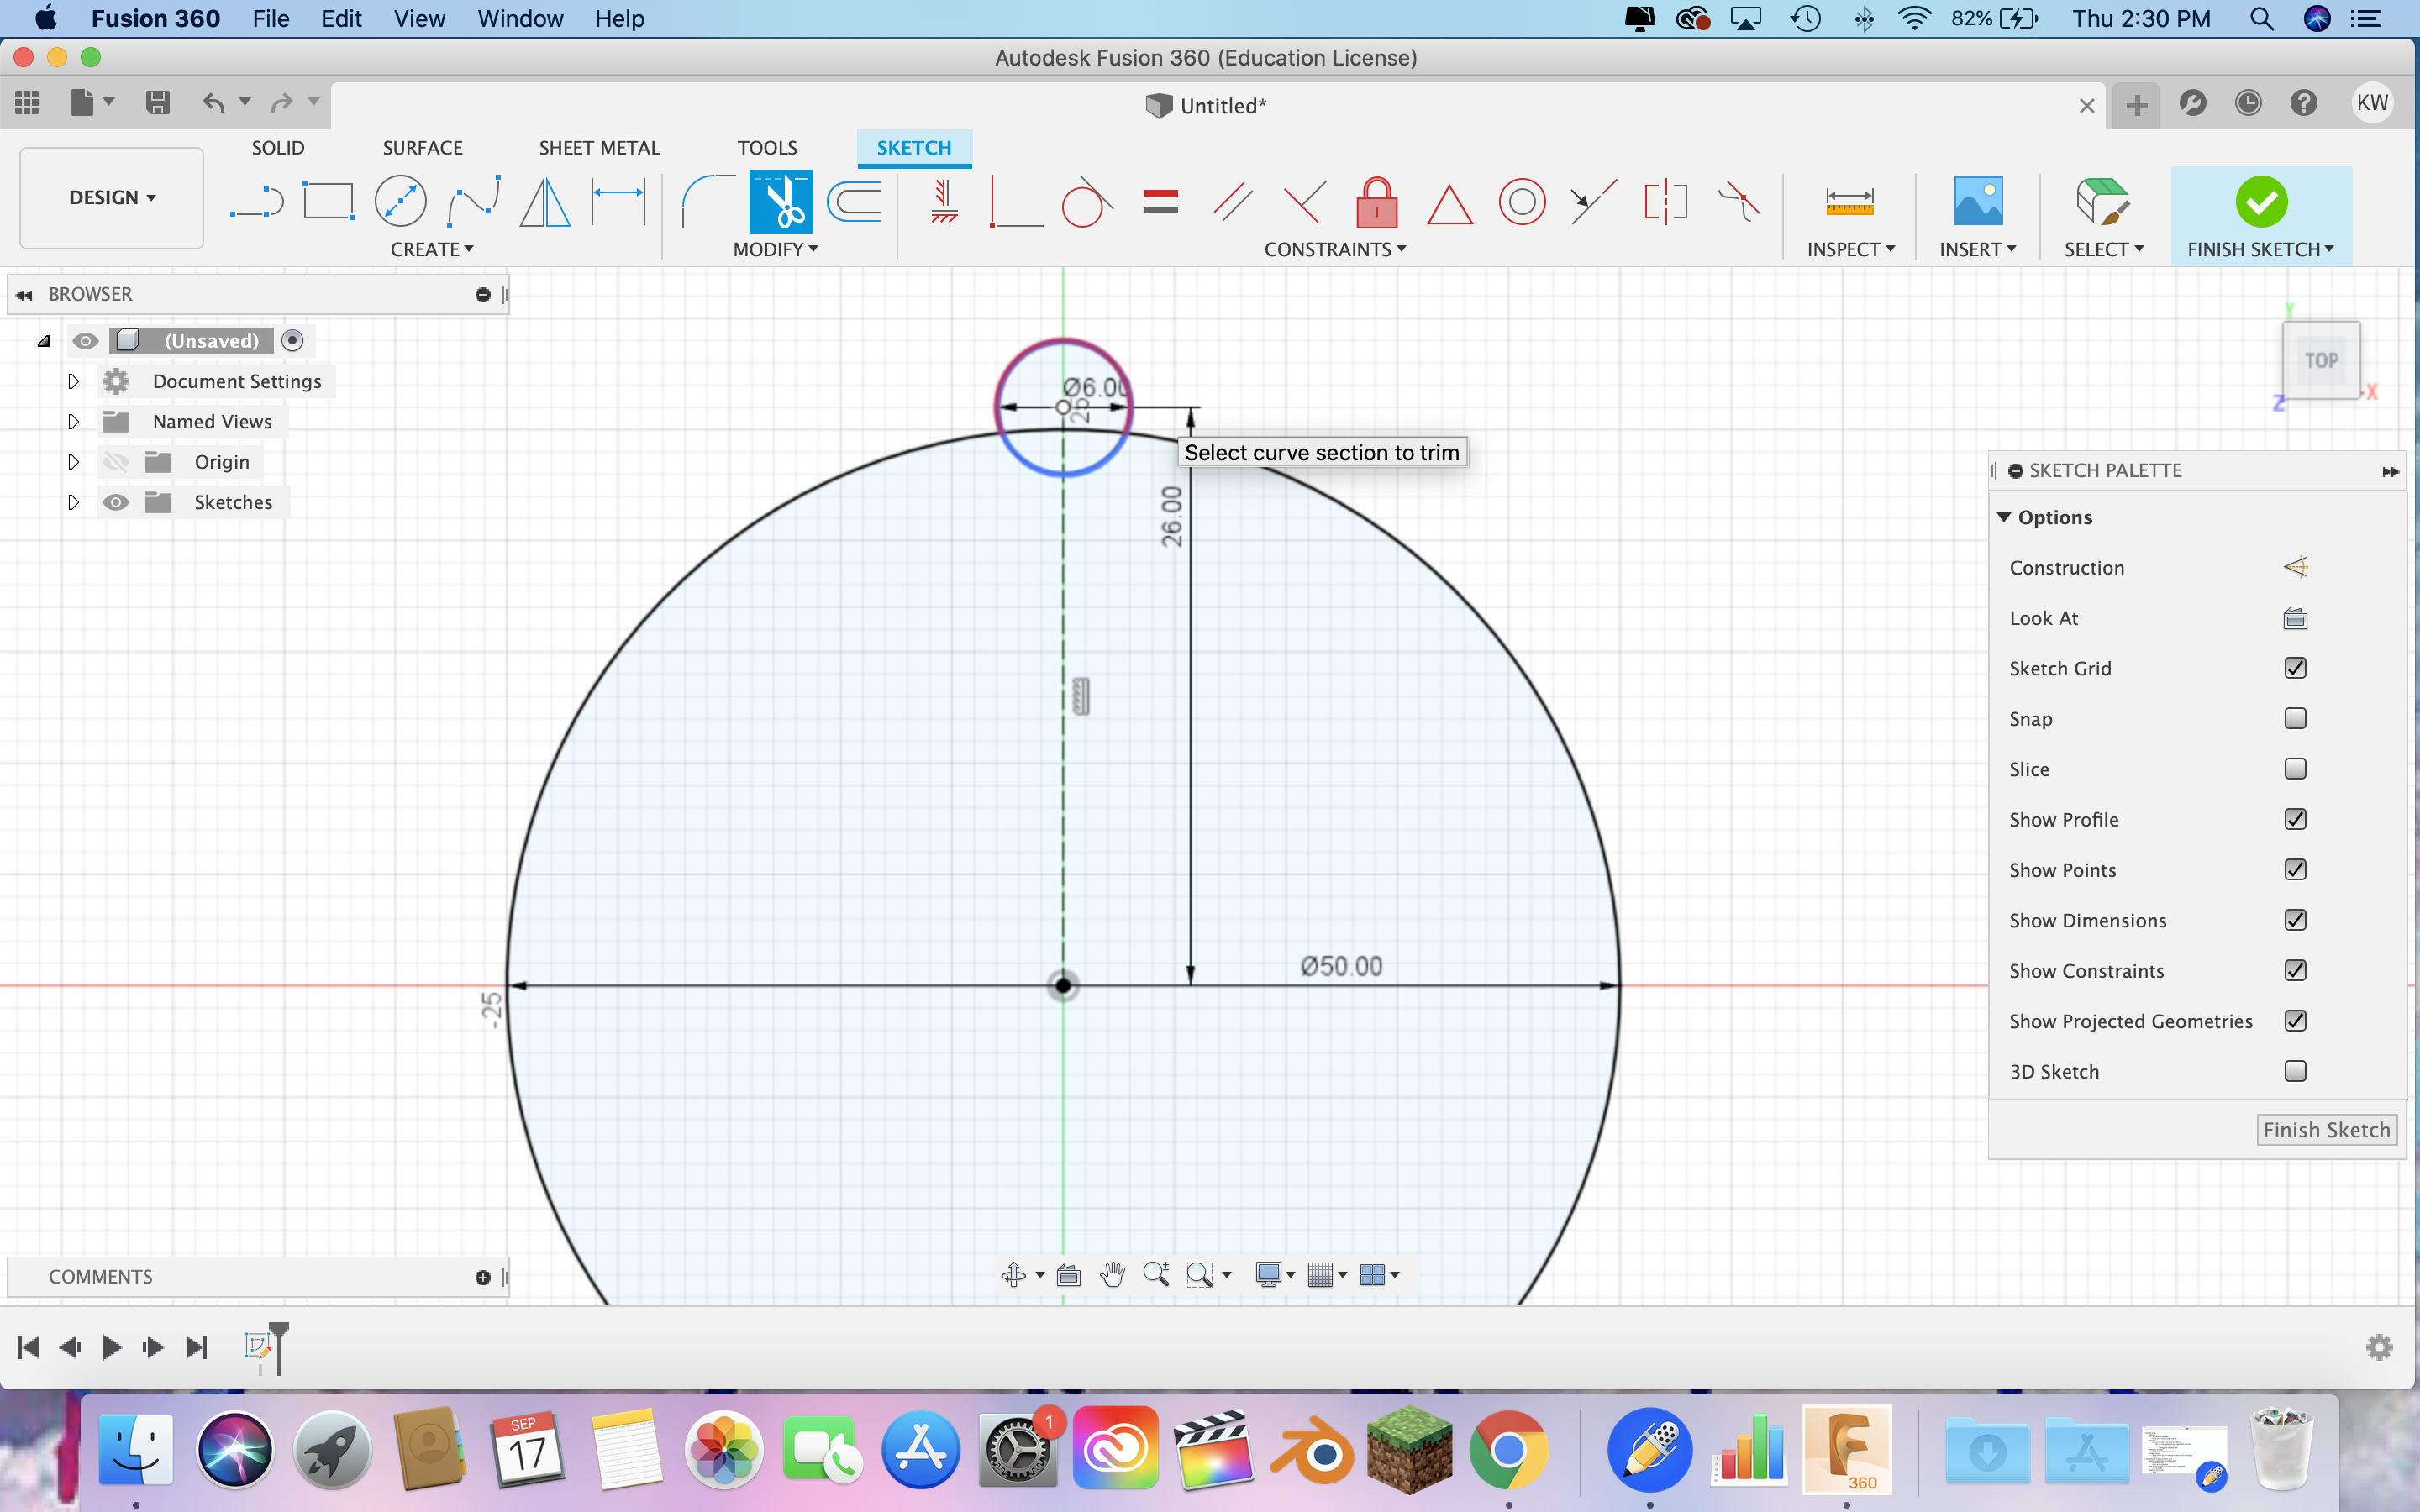 Fusion 360 File Edit View Window Help 82% Thu 2:30 PM
Autodesk Fusion 360 (Education License)
Untitled*
KW
SOLID SURFACE SHEET METAL TOOLS SKETCH
DESIGN
CREATE MODIFY CONSTRAINTS INSPECT INSERT SELECT FINISH SKETCH
BROWSER
(Unsaved)
Document Settings
Named Views
Origin
Sketches
Y
TOP
X
Z
Ø6.00
25
Select curve section to trim
26.00
Ø50.00
-25
SKETCH PALETTE
Options
Construction
Look At
Sketch Grid
Snap
Slice
Show Profile
Show Points
Show Dimensions
Show Constraints
Show Projected Geometries
3D Sketch
Finish Sketch
COMMENTS
SEP
17
1
360